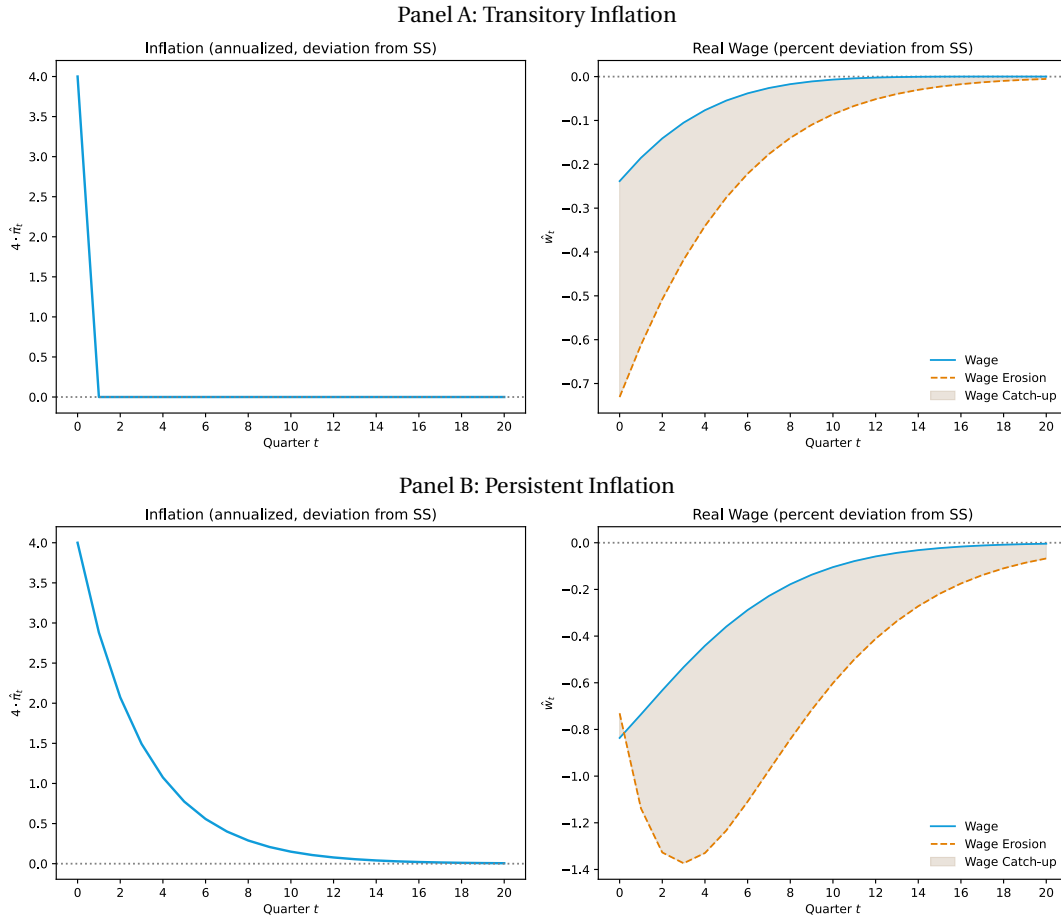 Panel A: Transitory Inflation
Inflation (annualized, deviation from SS)
4.0
3.5
3.0
2.5
2.0
1.5
1.0
0.5
0.0
4 · π̂ₜ
0 2 4 6 8 10 12 14 16 18 20
Quarter t
Real Wage (percent deviation from SS)
0.0
−0.1
−0.2
−0.3
−0.4
−0.5
−0.6
−0.7
ŵₜ
Wage
Wage Erosion
Wage Catch-up
0 2 4 6 8 10 12 14 16 18 20
Quarter t
Panel B: Persistent Inflation
Inflation (annualized, deviation from SS)
4.0
3.5
3.0
2.5
2.0
1.5
1.0
0.5
0.0
4 · π̂ₜ
0 2 4 6 8 10 12 14 16 18 20
Quarter t
Real Wage (percent deviation from SS)
0.0
−0.2
−0.4
−0.6
−0.8
−1.0
−1.2
−1.4
ŵₜ
Wage
Wage Erosion
Wage Catch-up
0 2 4 6 8 10 12 14 16 18 20
Quarter t